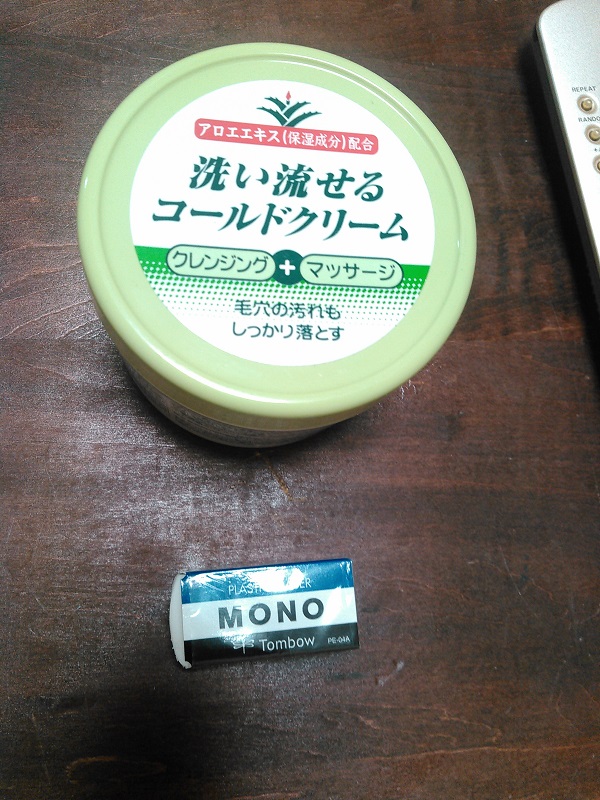 アロエエキス(保湿成分)配合
洗い流せる
コールドクリーム
クレンジング+マッサージ
毛穴の汚れも
しっかり落とす
REPEAT
MONO
Tombow
PE-04A